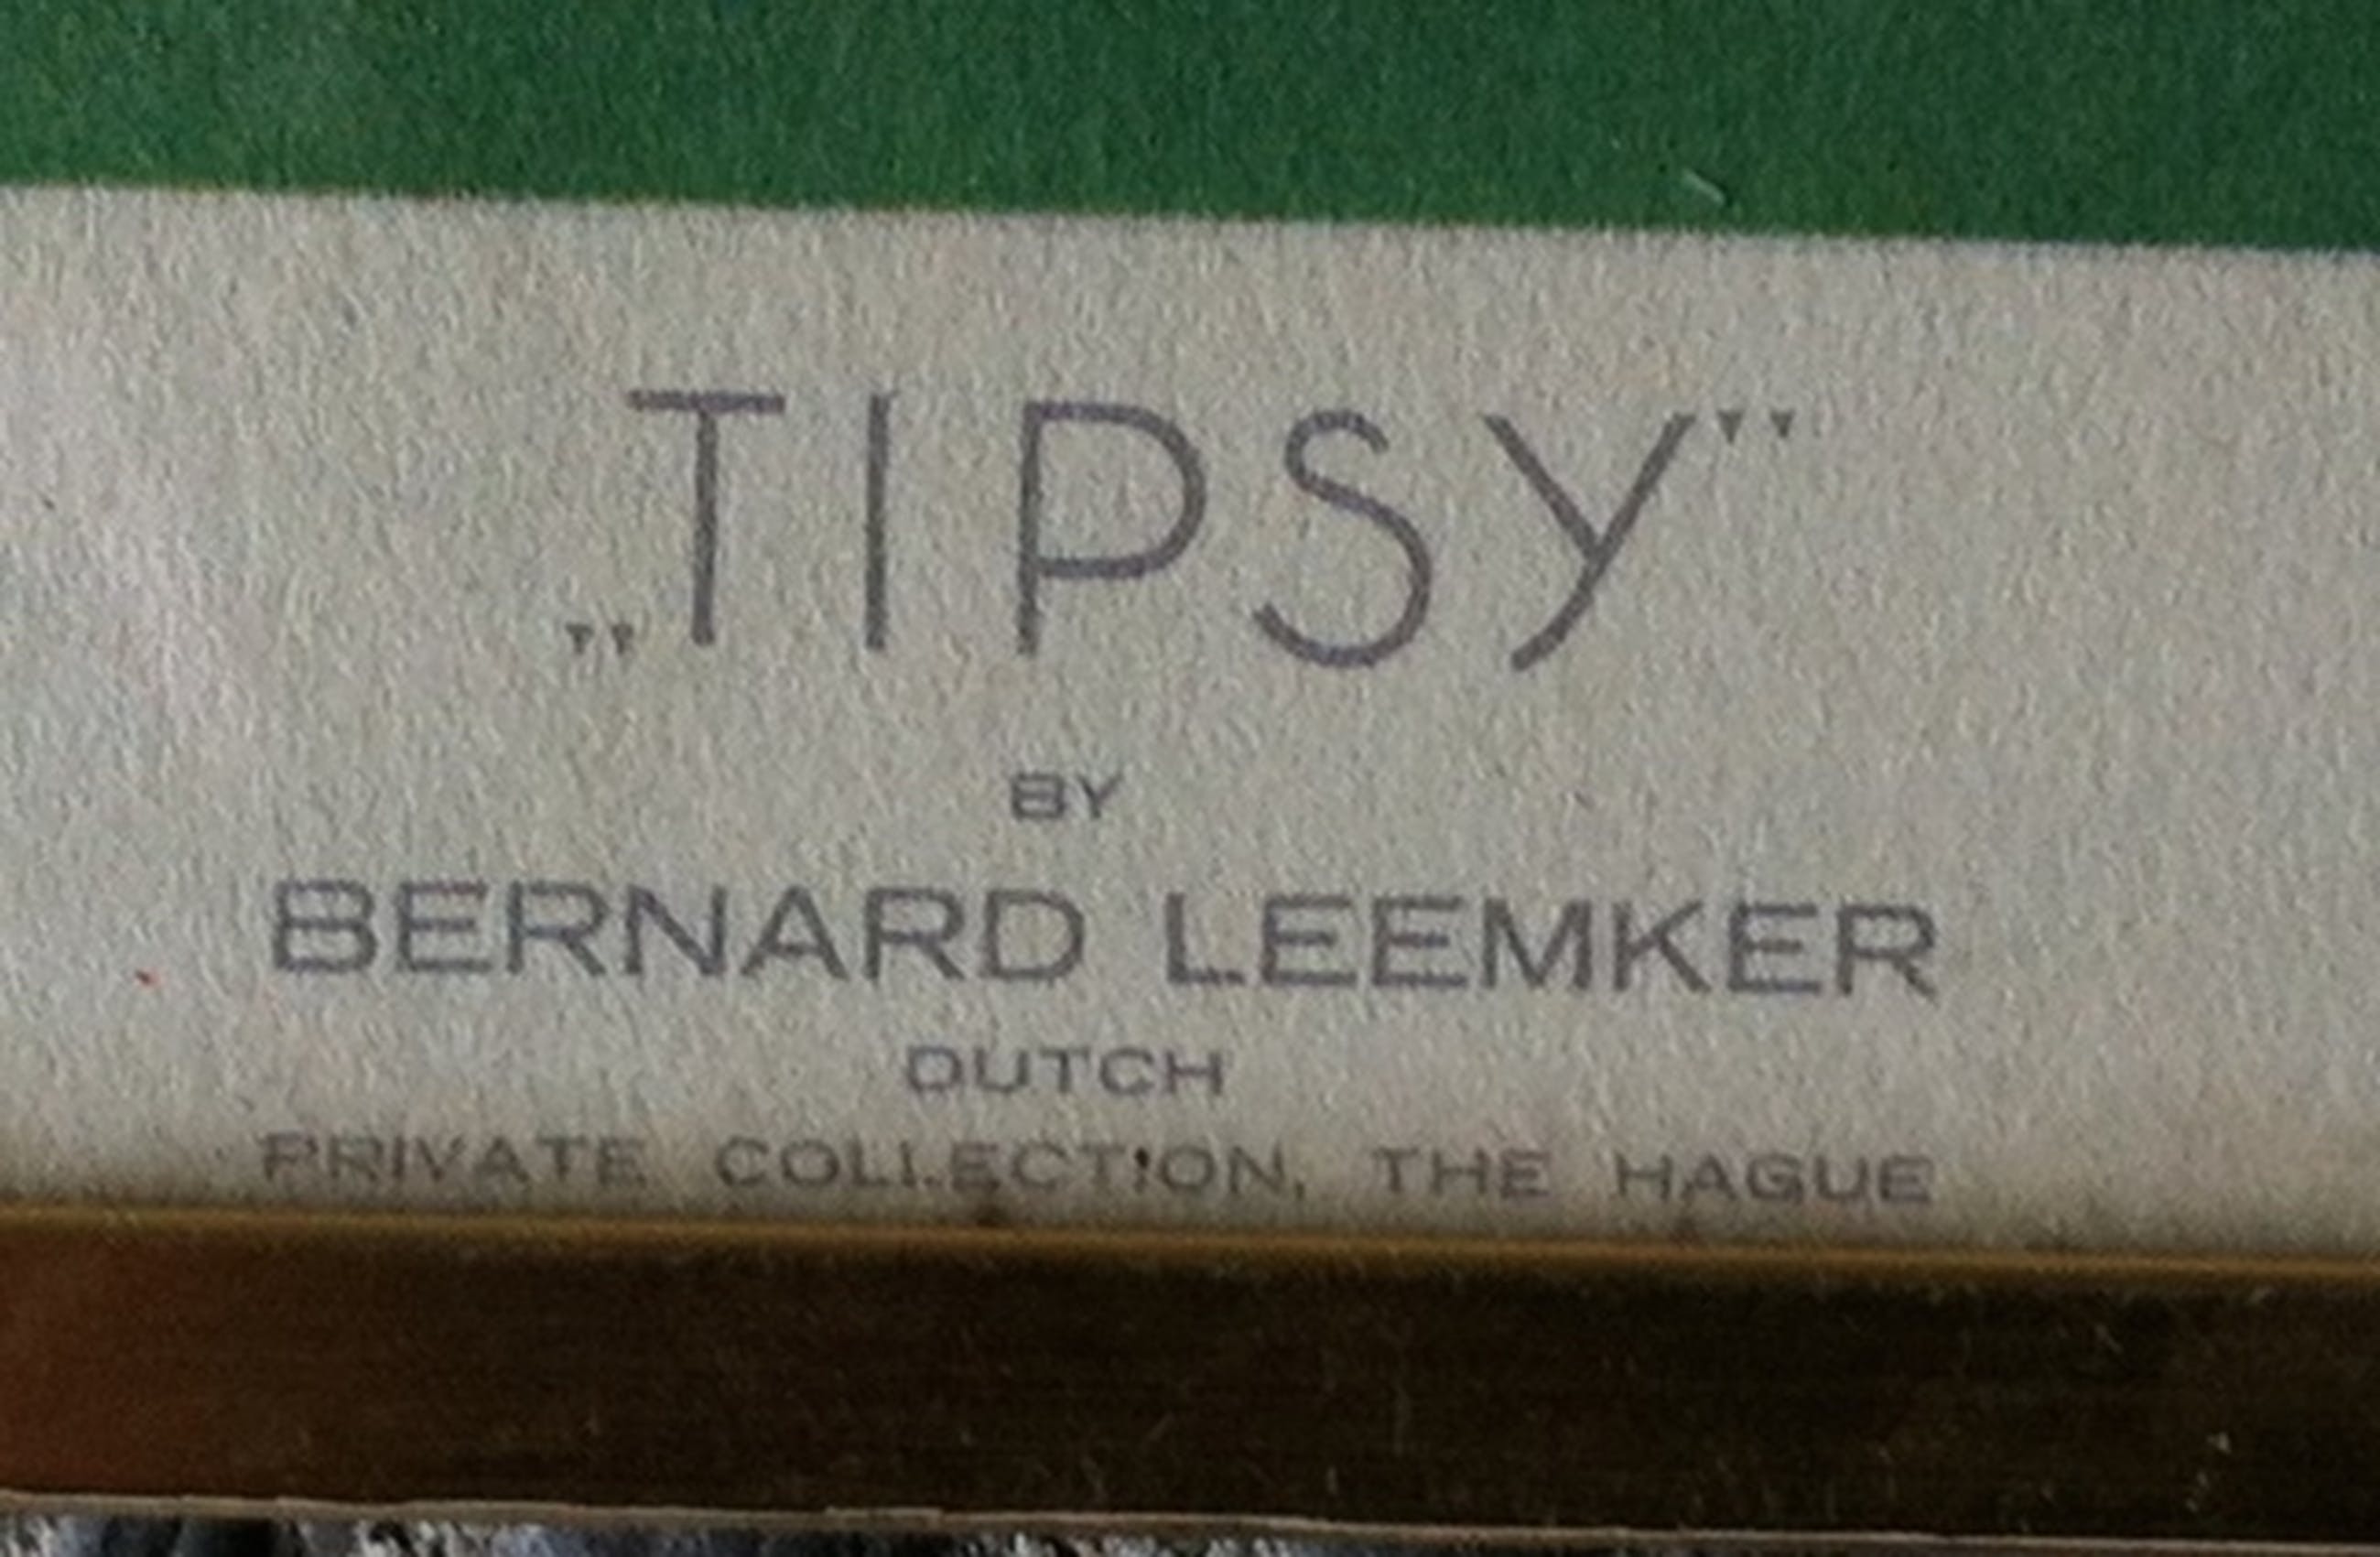 „TIPSY”
BY
BERNARD LEEMKER
DUTCH
PRIVATE COLLECTION, THE HAGUE